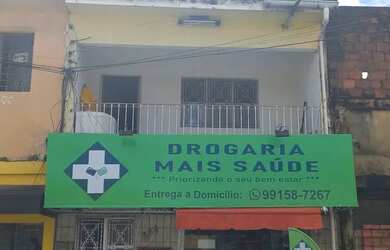 DROGARIA
MAIS SAÚDE
*** Priorizando o seu bem-estar ***
Entrega a Domicílio: 99158-7267